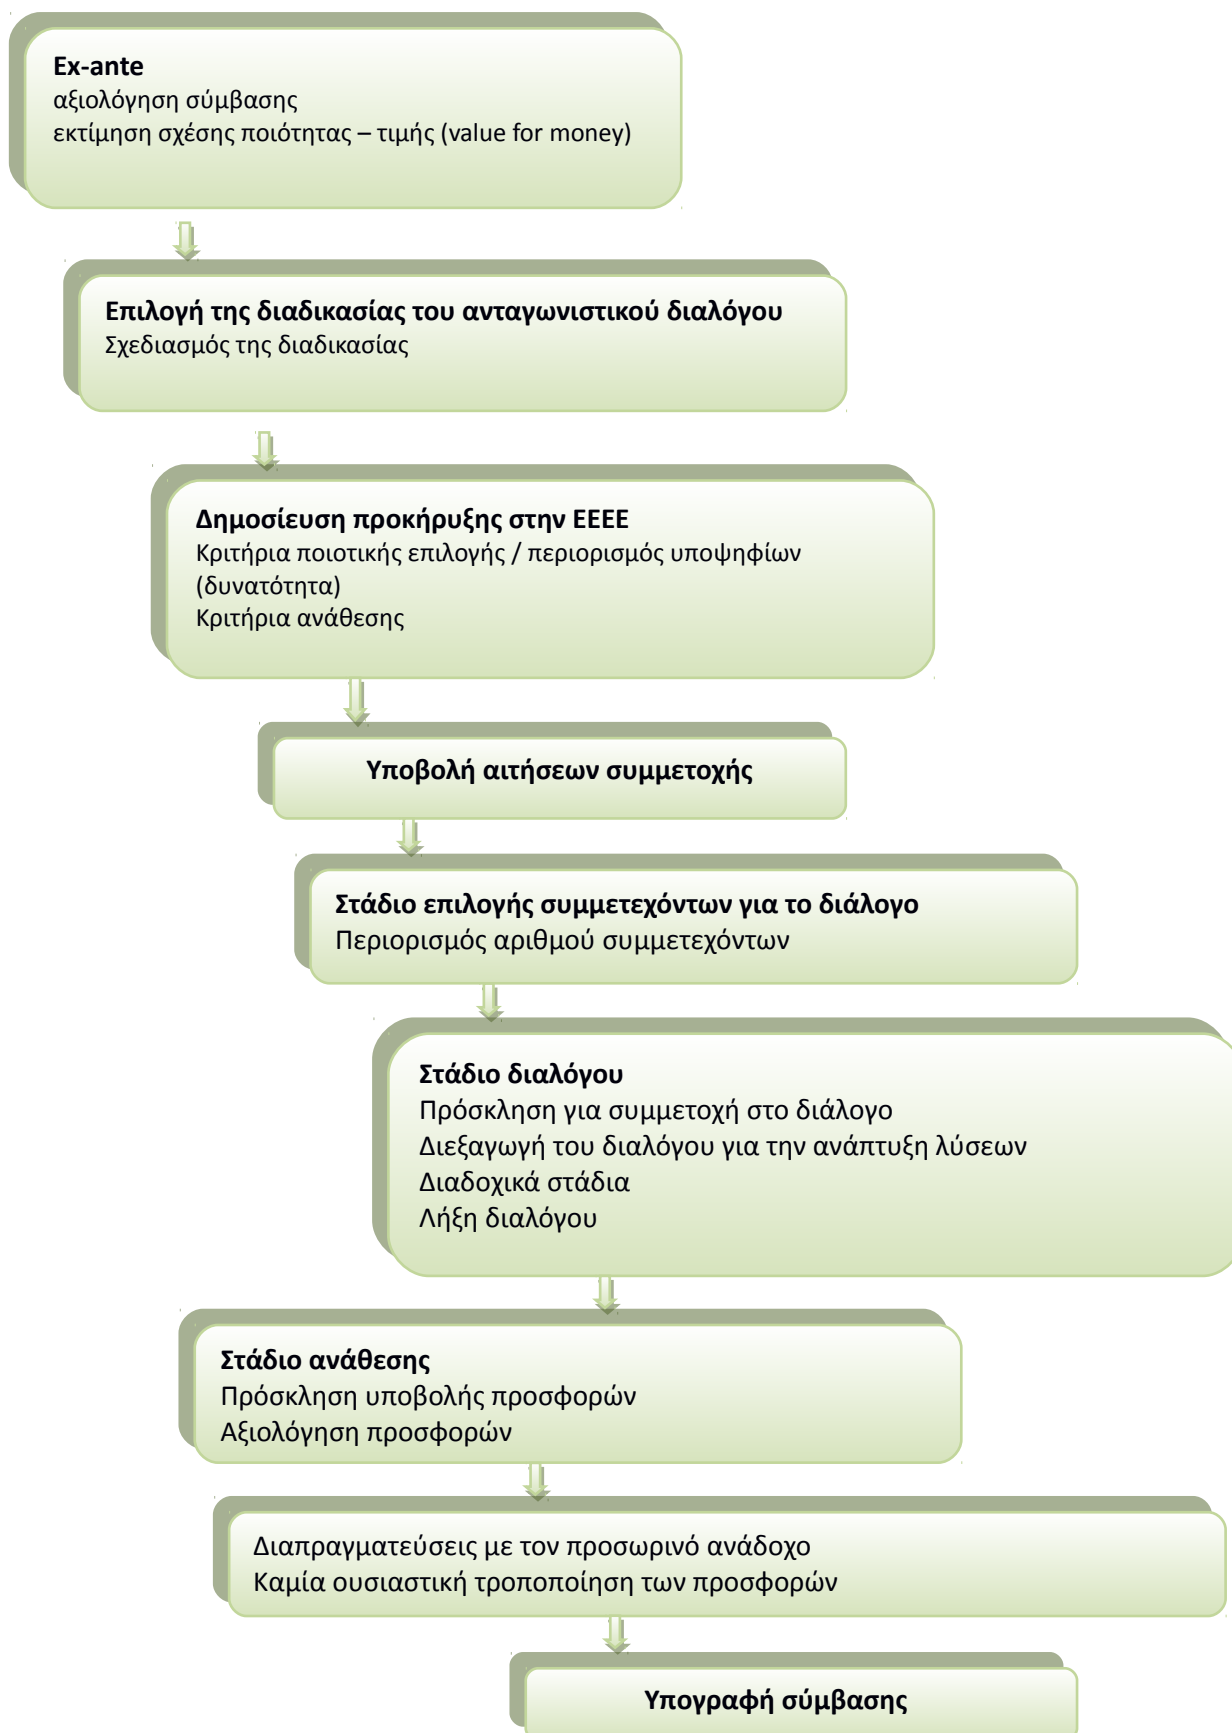 Ex-ante
αξιολόγηση σύμβασης
εκτίμηση σχέσης ποιότητας – τιμής (value for money)
Επιλογή της διαδικασίας του ανταγωνιστικού διαλόγου
Σχεδιασμός της διαδικασίας
Δημοσίευση προκήρυξης στην ΕΕΕΕ
Κριτήρια ποιοτικής επιλογής / περιορισμός υποψηφίων
(δυνατότητα)
Κριτήρια ανάθεσης
Υποβολή αιτήσεων συμμετοχής
Στάδιο επιλογής συμμετεχόντων για το διάλογο
Περιορισμός αριθμού συμμετεχόντων
Στάδιο διαλόγου
Πρόσκληση για συμμετοχή στο διάλογο
Διεξαγωγή του διαλόγου για την ανάπτυξη λύσεων
Διαδοχικά στάδια
Λήξη διαλόγου
Στάδιο ανάθεσης
Πρόσκληση υποβολής προσφορών
Αξιολόγηση προσφορών
Διαπραγματεύσεις με τον προσωρινό ανάδοχο
Καμία ουσιαστική τροποποίηση των προσφορών
Υπογραφή σύμβασης